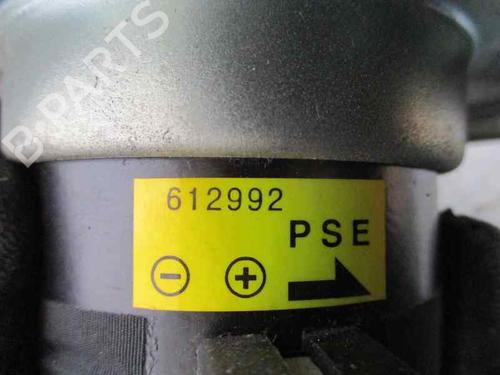 B-PARTS
612992
PSE
- +